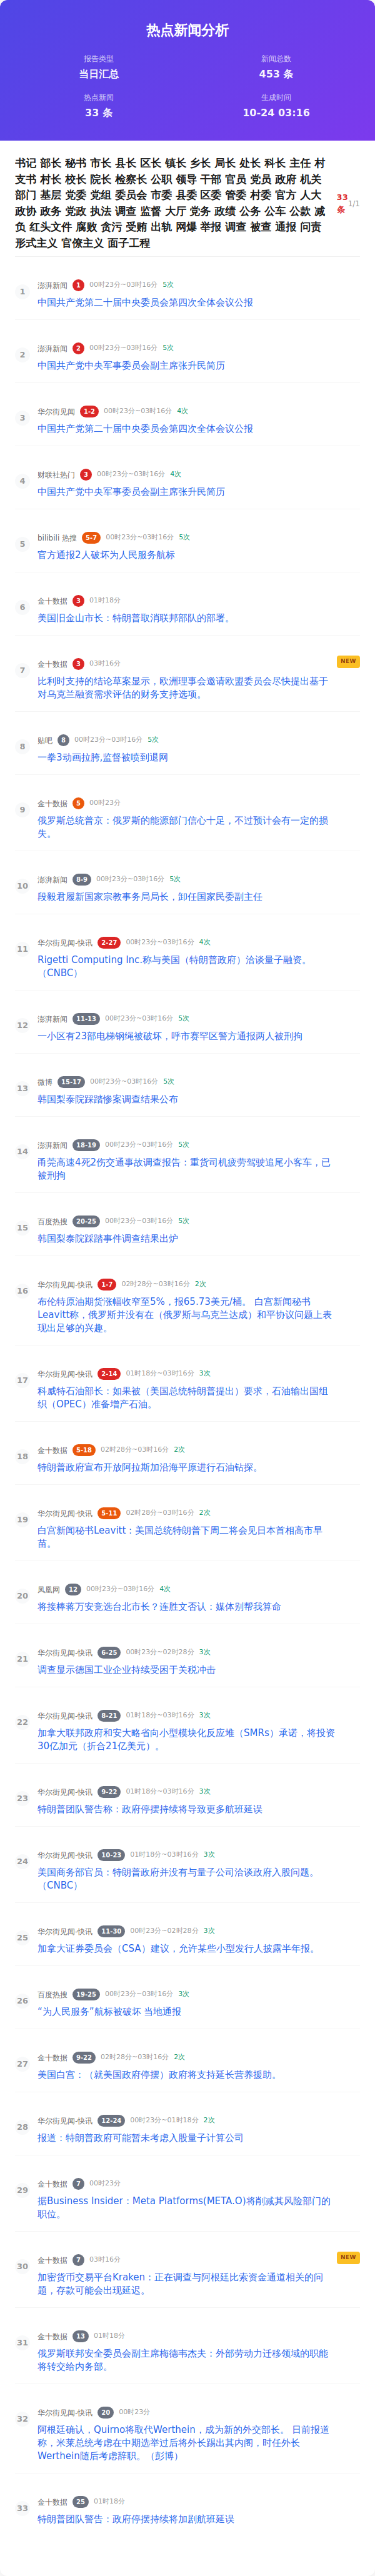 热点新闻分析
报告类型
当日汇总
新闻总数
453 条
热点新闻
33 条
生成时间
10-24 03:16
书记 部长 秘书 市长 县长 区长 镇长 乡长 局长 处长 科长 主任 村
支书 村长 校长 院长 检察长 公职 领导 干部 官员 党员 政府 机关
部门 基层 党委 党组 委员会 市委 县委 区委 管委 村委 官方 人大
政协 政务 党政 执法 调查 监督 大厅 党务 政绩 公务 公车 公款 减
负 红头文件 腐败 贪污 受贿 出轨 网爆 举报 调查 被查 通报 问责
形式主义 官僚主义 面子工程
33
条
1/1
1
澎湃新闻 1 00时23分~03时16分 5次
中国共产党第二十届中央委员会第四次全体会议公报
2
澎湃新闻 2 00时23分~03时16分 5次
中国共产党中央军事委员会副主席张升民简历
3
华尔街见闻 1-2 00时23分~03时16分 4次
中国共产党第二十届中央委员会第四次全体会议公报
4
财联社热门 3 00时23分~03时16分 4次
中国共产党中央军事委员会副主席张升民简历
5
bilibili 热搜 5-7 00时23分~03时16分 5次
官方通报2人破坏为人民服务航标
6
金十数据 3 01时18分
美国旧金山市长：特朗普取消联邦部队的部署。
7
金十数据 3 03时16分
NEW
比利时支持的结论草案显示，欧洲理事会邀请欧盟委员会尽快提出基于
对乌克兰融资需求评估的财务支持选项。
8
贴吧 8 00时23分~03时16分 5次
一拳3动画拉胯,监督被喷到退网
9
金十数据 5 00时23分
俄罗斯总统普京：俄罗斯的能源部门信心十足，不过预计会有一定的损
失。
10
澎湃新闻 8-9 00时23分~03时16分 5次
段毅君履新国家宗教事务局局长，卸任国家民委副主任
11
华尔街见闻-快讯 2-27 00时23分~03时16分 4次
Rigetti Computing Inc.称与美国（特朗普政府）洽谈量子融资。
（CNBC）
12
澎湃新闻 11-13 00时23分~03时16分 5次
一小区有23部电梯钢绳被破坏，呼市赛罕区警方通报两人被刑拘
13
微博 15-17 00时23分~03时16分 5次
韩国梨泰院踩踏惨案调查结果公布
14
澎湃新闻 18-19 00时23分~03时16分 5次
甬莞高速4死2伤交通事故调查报告：重货司机疲劳驾驶追尾小客车，已
被刑拘
15
百度热搜 20-25 00时23分~03时16分 5次
韩国梨泰院踩踏事件调查结果出炉
16
华尔街见闻-快讯 1-7 02时28分~03时16分 2次
布伦特原油期货涨幅收窄至5%，报65.73美元/桶。 白宫新闻秘书
Leavitt称，俄罗斯并没有在（俄罗斯与乌克兰达成）和平协议问题上表
现出足够的兴趣。
17
华尔街见闻-快讯 2-14 01时18分~03时16分 3次
科威特石油部长：如果被（美国总统特朗普提出）要求，石油输出国组
织（OPEC）准备增产石油。
18
金十数据 5-18 02时28分~03时16分 2次
特朗普政府宣布开放阿拉斯加沿海平原进行石油钻探。
19
华尔街见闻-快讯 5-11 02时28分~03时16分 2次
白宫新闻秘书Leavitt：美国总统特朗普下周二将会见日本首相高市早
苗。
20
凤凰网 12 00时23分~03时16分 4次
将接棒蒋万安竞选台北市长？连胜文否认：媒体别帮我算命
21
华尔街见闻-快讯 6-25 00时23分~02时28分 3次
调查显示德国工业企业持续受困于关税冲击
22
华尔街见闻-快讯 8-21 01时18分~03时16分 3次
加拿大联邦政府和安大略省向小型模块化反应堆（SMRs）承诺，将投资
30亿加元（折合21亿美元）。
23
华尔街见闻-快讯 9-22 01时18分~03时16分 3次
特朗普团队警告称：政府停摆持续将导致更多航班延误
24
华尔街见闻-快讯 10-23 01时18分~03时16分 3次
美国商务部官员：特朗普政府并没有与量子公司洽谈政府入股问题。
（CNBC）
25
华尔街见闻-快讯 11-30 00时23分~02时28分 3次
加拿大证券委员会（CSA）建议，允许某些小型发行人披露半年报。
26
百度热搜 19-25 00时23分~03时16分 3次
“为人民服务”航标被破坏 当地通报
27
金十数据 9-22 02时28分~03时16分 2次
美国白宫：（就美国政府停摆）政府将支持延长营养援助。
28
华尔街见闻-快讯 12-24 00时23分~01时18分 2次
报道：特朗普政府可能暂未考虑入股量子计算公司
29
金十数据 7 00时23分
据Business Insider：Meta Platforms(META.O)将削减其风险部门的
职位。
30
金十数据 7 03时16分
NEW
加密货币交易平台Kraken：正在调查与阿根廷比索资金通道相关的问
题，存款可能会出现延迟。
31
金十数据 13 01时18分
俄罗斯联邦安全委员会副主席梅德韦杰夫：外部劳动力迁移领域的职能
将转交给内务部。
32
华尔街见闻-快讯 20 00时23分
阿根廷确认，Quirno将取代Werthein，成为新的外交部长。 日前报道
称，米莱总统考虑在中期选举过后将外长踢出其内阁，时任外长
Werthein随后考虑辞职。（彭博）
33
金十数据 25 01时18分
特朗普团队警告：政府停摆持续将加剧航班延误